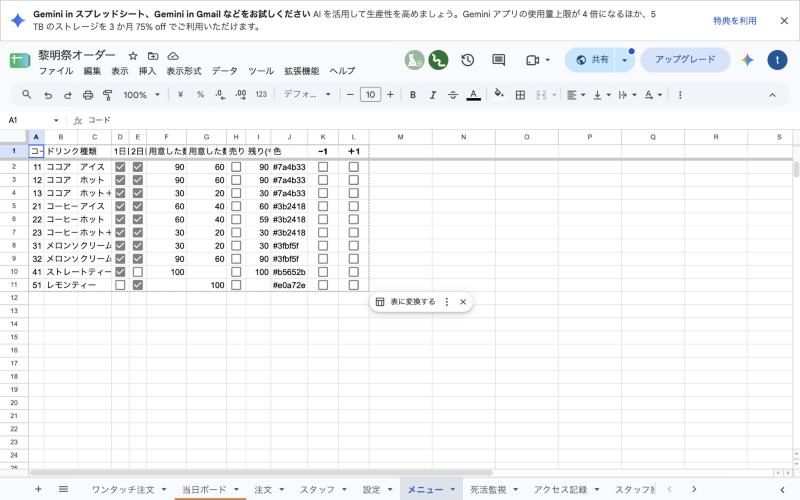 Gemini in スプレッドシート、Gemini in Gmail などをお試しください AI を活用して生産性を高めましょう。Gemini アプリの使用量上限が 4 倍になるほか、5
TB のストレージを 3 か月 75% off でご利用いただけます。
特典を利用
黎明祭オーダー
ファイル 編集 表示 挿入 表示形式 データ ツール 拡張機能 ヘルプ
共有 アップグレード t
100% ¥ % .0 .00 123 デフォ... 10 B I A
A1 fx コード
A B C D E F G H I J K L M N O P Q R S
1 コー ドリンク 種類 1日 2日 用意した 用意した 売り 残り 色 −1 +1
2 11 ココア アイス 90 60 90 #7a4b33
3 12 ココア ホット 90 60 90 #7a4b33
4 13 ココア ホット+ 30 20 30 #7a4b33
5 21 コーヒー アイス 60 40 60 #3b2418
6 22 コーヒー ホット 60 40 59 #3b2418
7 23 コーヒー ホット+ 30 20 30 #3b2418
8 31 メロンソ クリーム 30 20 30 #3fbf5f
9 32 メロンソ クリーム 90 60 90 #3fbf5f
10 41 ストレートティー 100 100 #b5652b
11 51 レモンティー 100 #e0a72e
12 表に変換する
13
14
15
16
17
18
19
20
21
22
23
24
25
ワンタッチ注文 当日ボード 注文 スタッフ 設定 メニュー 死活監視 アクセス記録 スタッフ